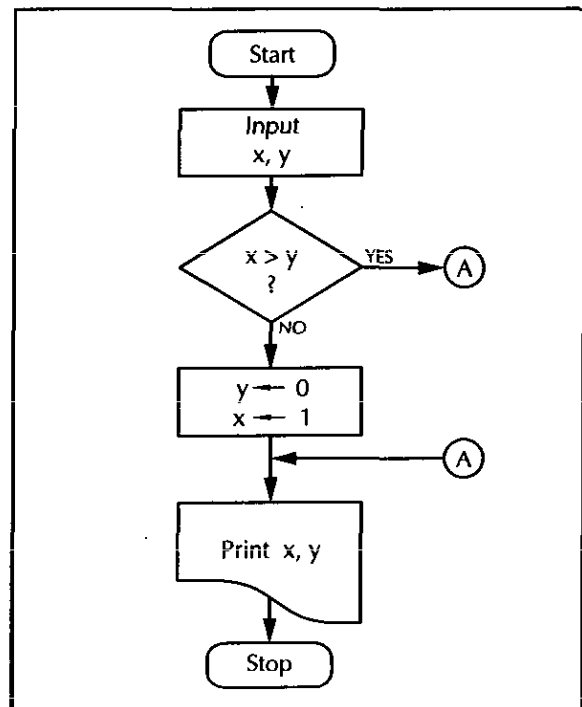 Start
Input
x, y
x > y
?
YES
A
NO
y ← 0
x ← 1
A
Print x, y
Stop